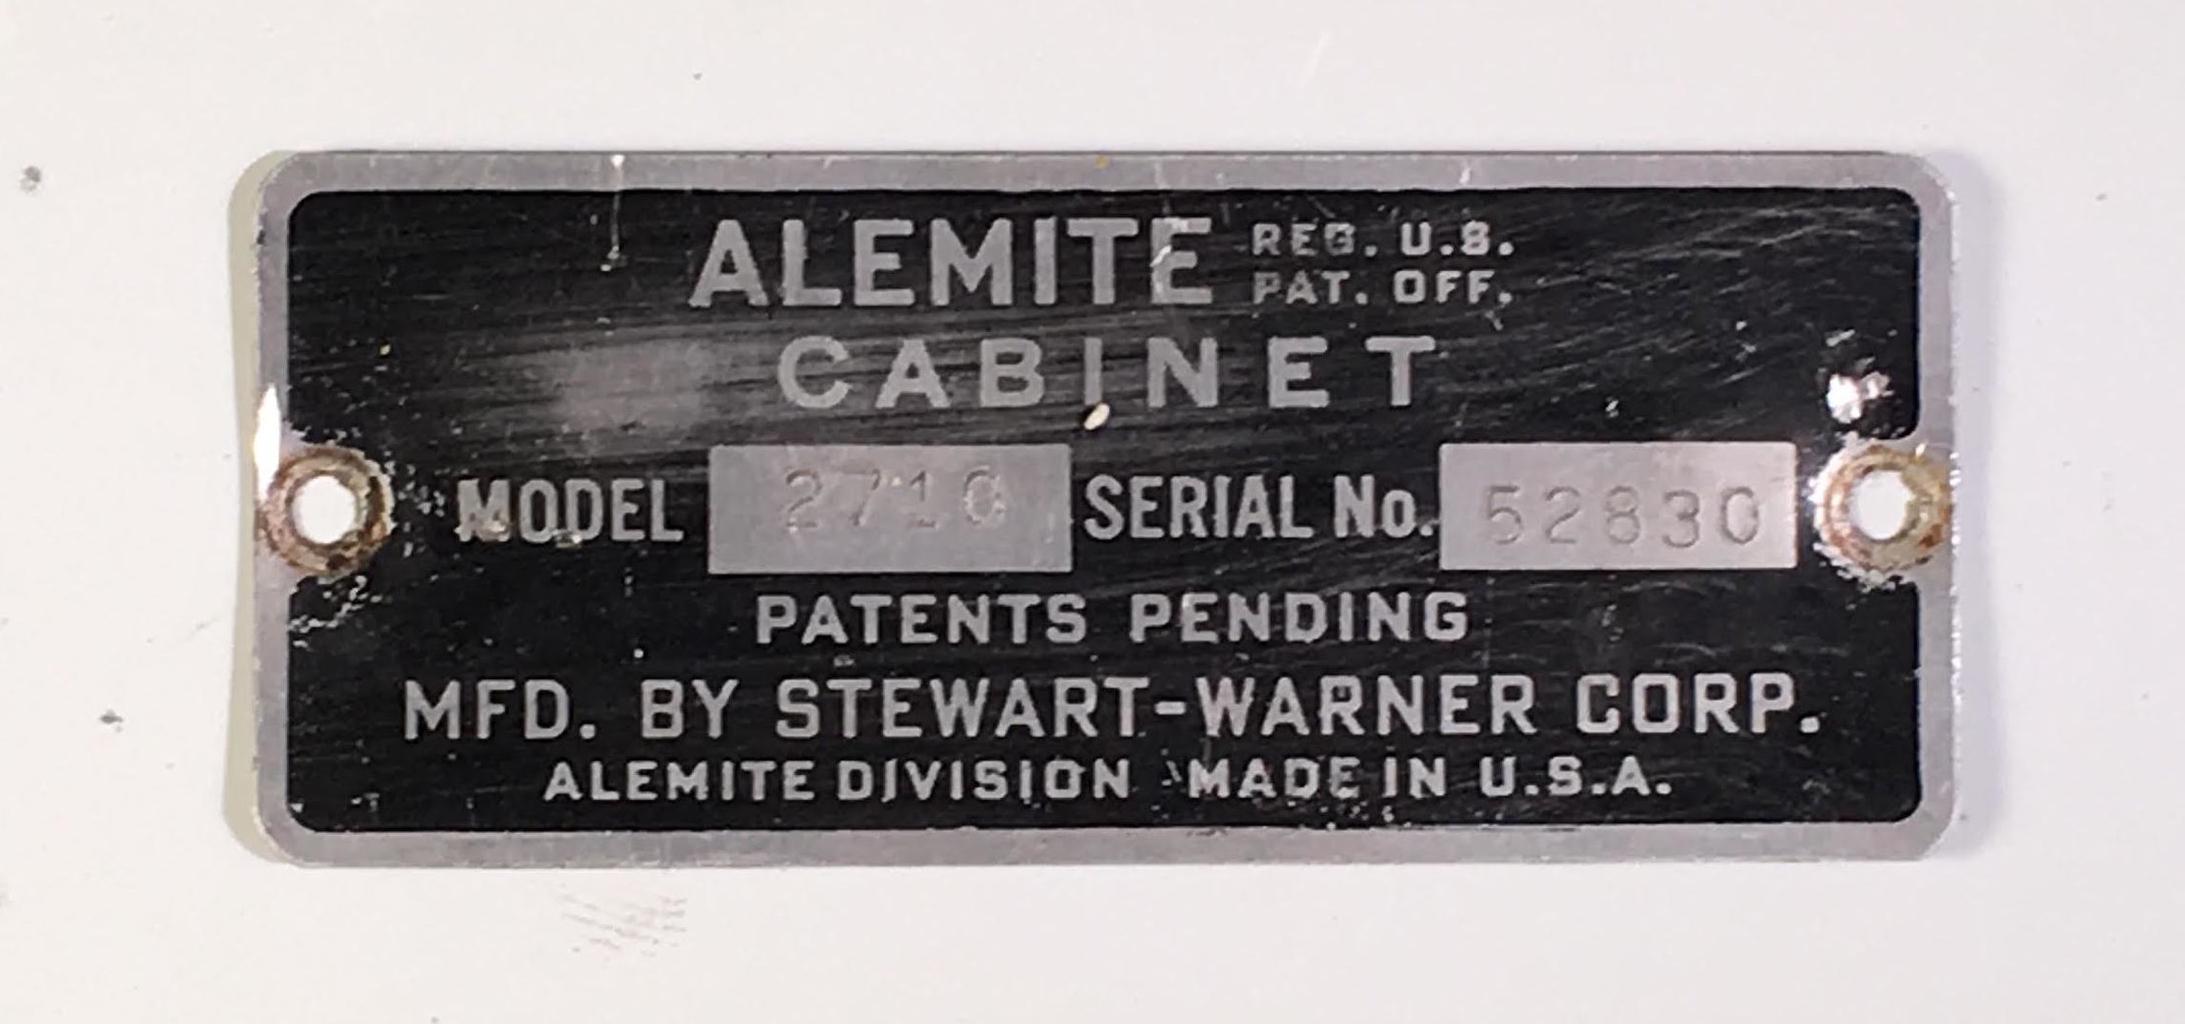 ALEMITE REG. U.S. PAT. OFF.
CABINET
MODEL 2710 SERIAL No. 52830
PATENTS PENDING
MFD. BY STEWART-WARNER CORP.
ALEMITE DIVISION MADE IN U.S.A.